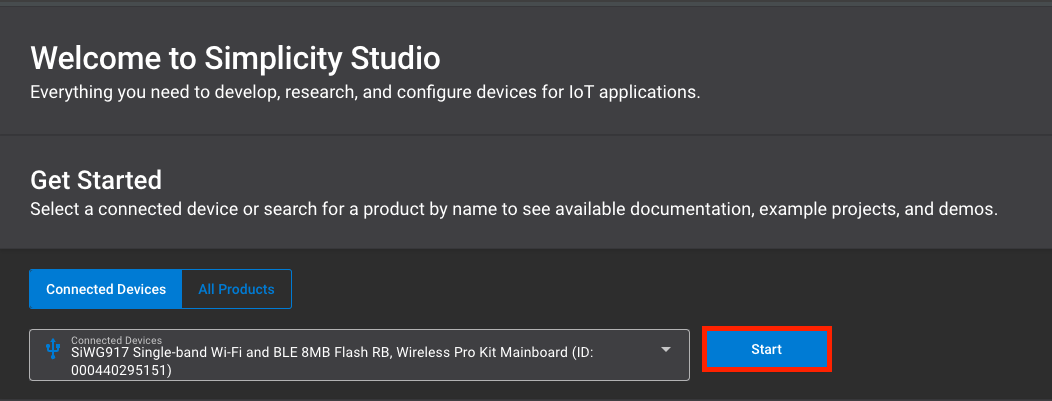 Welcome to Simplicity Studio
Everything you need to develop, research, and configure devices for IoT applications.
Get Started
Select a connected device or search for a product by name to see available documentation, example projects, and demos.
Connected Devices
All Products
Connected Devices
SiWG917 Single-band Wi-Fi and BLE 8MB Flash RB, Wireless Pro Kit Mainboard (ID:
000440295151)
Start